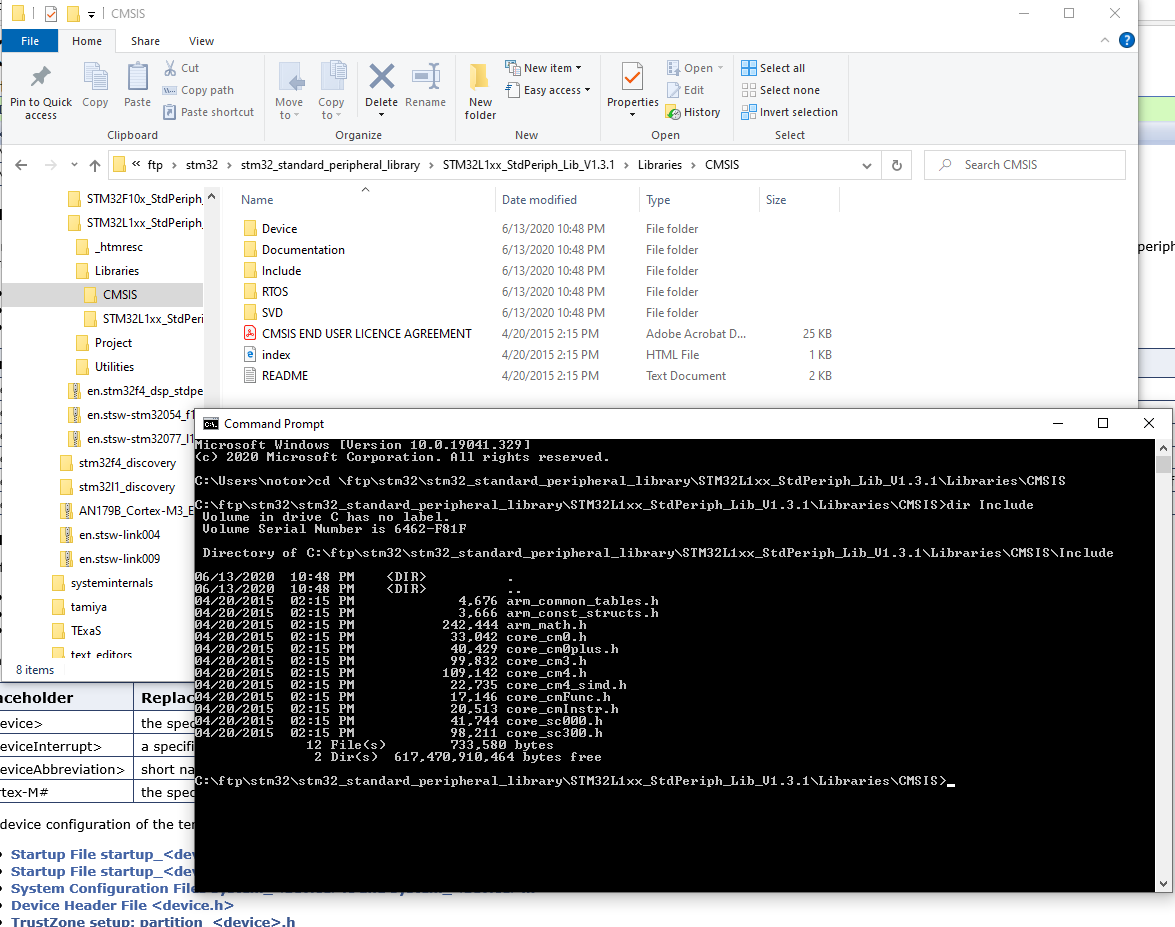 CMSIS
File Home Share View
Pin to Quick access
Copy
Paste
Cut
Copy path
Paste shortcut
Clipboard
Move to
Copy to
Delete
Rename
Organize
New folder
New item
Easy access
New
Properties
Open
Edit
History
Open
Select all
Select none
Invert selection
Select
« ftp > stm32 > stm32_standard_peripheral_library > STM32L1xx_StdPeriph_Lib_V1.3.1 > Libraries > CMSIS
Search CMSIS
STM32F10x_StdPeriph_
STM32L1xx_StdPeriph_
_htmresc
Libraries
CMSIS
STM32L1xx_StdPeri
Project
Utilities
en.stm32f4_dsp_stdpe
en.stsw-stm32054_f1
en.stsw-stm32077_l1
stm32f4_discovery
stm32l1_discovery
AN179B_Cortex-M3_E
en.stsw-link004
en.stsw-link009
systeminternals
tamiya
TExaS
text_editors
8 items
Name Date modified Type Size
Device 6/13/2020 10:48 PM File folder
Documentation 6/13/2020 10:48 PM File folder
Include 6/13/2020 10:48 PM File folder
RTOS 6/13/2020 10:48 PM File folder
SVD 6/13/2020 10:48 PM File folder
CMSIS END USER LICENCE AGREEMENT 4/20/2015 2:15 PM Adobe Acrobat D... 25 KB
index 4/20/2015 2:15 PM HTML File 1 KB
README 4/20/2015 2:15 PM Text Document 2 KB
periph
Command Prompt
Microsoft Windows [Version 10.0.19041.329]
(c) 2020 Microsoft Corporation. All rights reserved.
C:\Users\notor>cd \ftp\stm32\stm32_standard_peripheral_library\STM32L1xx_StdPeriph_Lib_V1.3.1\Libraries\CMSIS
C:\ftp\stm32\stm32_standard_peripheral_library\STM32L1xx_StdPeriph_Lib_V1.3.1\Libraries\CMSIS>dir Include
Volume in drive C has no label.
Volume Serial Number is 6462-F81F
Directory of C:\ftp\stm32\stm32_standard_peripheral_library\STM32L1xx_StdPeriph_Lib_V1.3.1\Libraries\CMSIS\Include
06/13/2020 10:48 PM <DIR> .
06/13/2020 10:48 PM <DIR> ..
04/20/2015 02:15 PM 4,676 arm_common_tables.h
04/20/2015 02:15 PM 3,666 arm_const_structs.h
04/20/2015 02:15 PM 242,444 arm_math.h
04/20/2015 02:15 PM 33,042 core_cm0.h
04/20/2015 02:15 PM 40,429 core_cm0plus.h
04/20/2015 02:15 PM 99,832 core_cm3.h
04/20/2015 02:15 PM 109,142 core_cm4.h
04/20/2015 02:15 PM 22,735 core_cm4_simd.h
04/20/2015 02:15 PM 17,146 core_cmFunc.h
04/20/2015 02:15 PM 20,513 core_cmInstr.h
04/20/2015 02:15 PM 41,744 core_sc000.h
04/20/2015 02:15 PM 98,211 core_sc300.h
12 File(s) 733,580 bytes
2 Dir(s) 617,470,910,464 bytes free
C:\ftp\stm32\stm32_standard_peripheral_library\STM32L1xx_StdPeriph_Lib_V1.3.1\Libraries\CMSIS>
aceholder Replac
evice> the spec
eviceInterrupt> a specifi
eviceAbbreviation> short na
rtex-M# the spec
device configuration of the ter
Startup File startup_<dev
Startup File startup_<dev
System Configuration Files
Device Header File <device.h>
TrustZone setup: partition_<device>.h